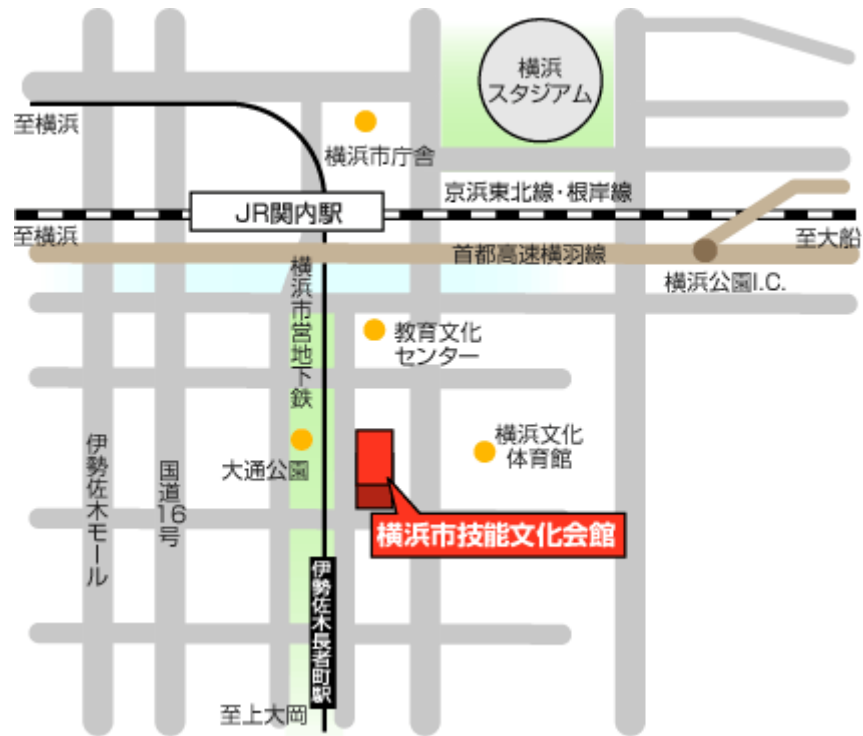 横浜
スタジアム
至横浜
横浜市庁舎
京浜東北線・根岸線
JR関内駅
至横浜
至大船
首都高速横羽線
横浜公園I.C.
横浜市営地下鉄
教育文化
センター
伊勢佐木モール
国道16号
大通公園
横浜文化
体育館
横浜市技能文化会館
伊勢佐木長者町駅
至上大岡